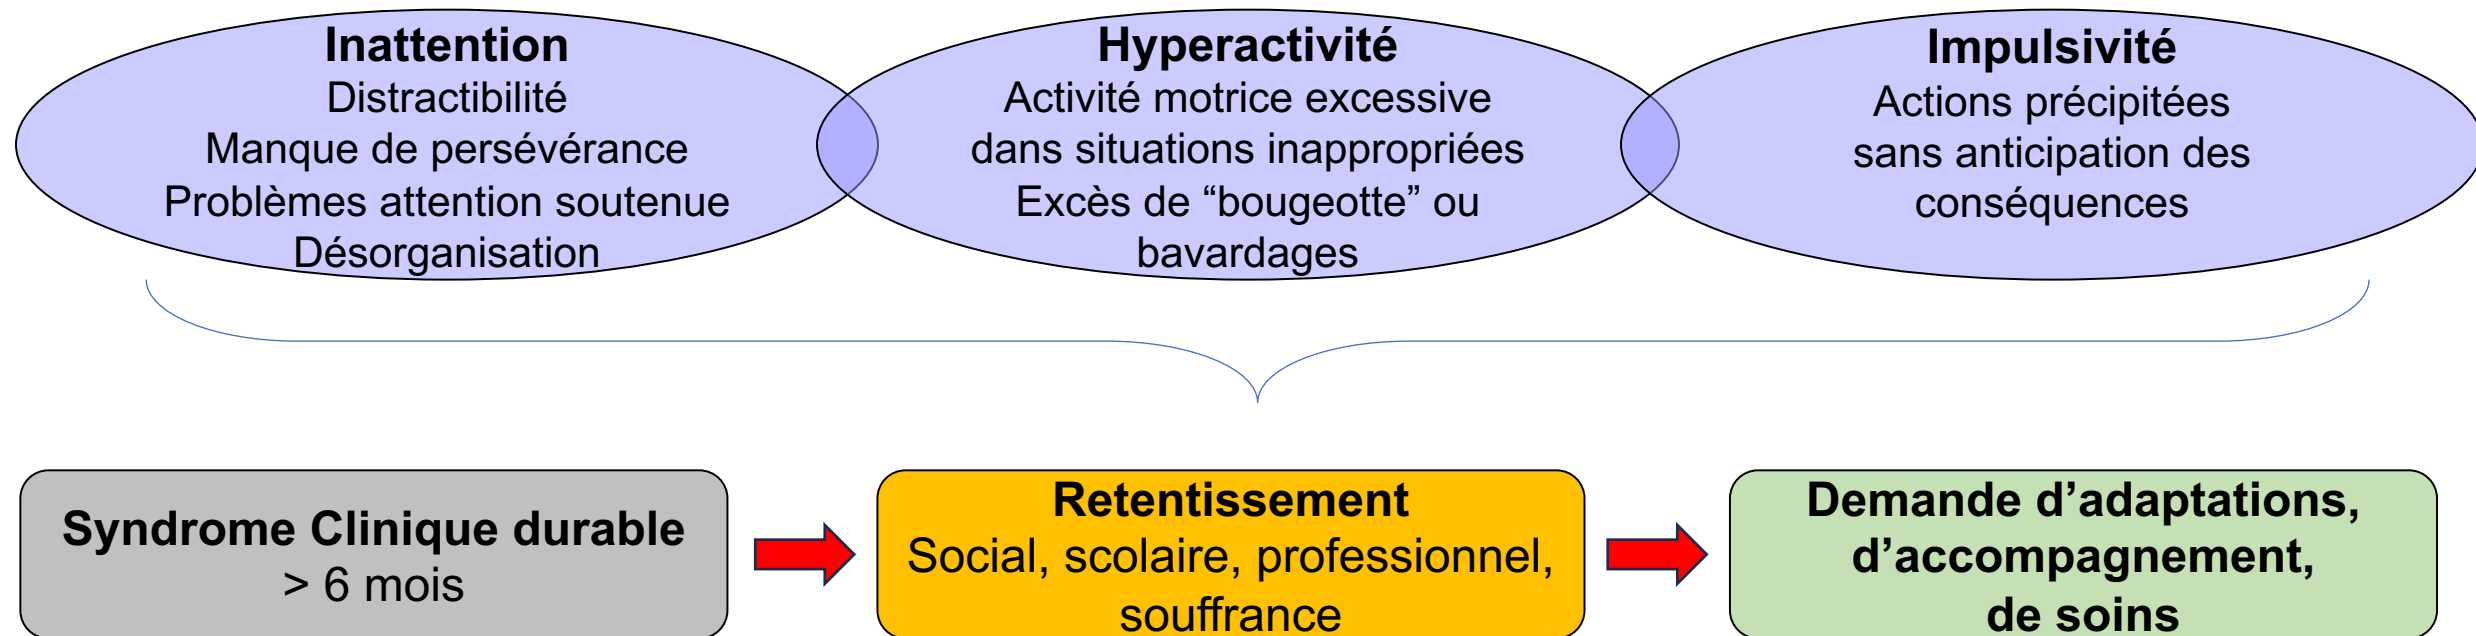 Inattention
Distractibilité
Manque de persévérance
Problèmes attention soutenue
Désorganisation
Hyperactivité
Activité motrice excessive
dans situations inappropriées
Excès de “bougeotte” ou
bavardages
Impulsivité
Actions précipitées
sans anticipation des
conséquences
Syndrome Clinique durable
> 6 mois
Retentissement
Social, scolaire, professionnel,
souffrance
Demande d’adaptations,
d’accompagnement,
de soins